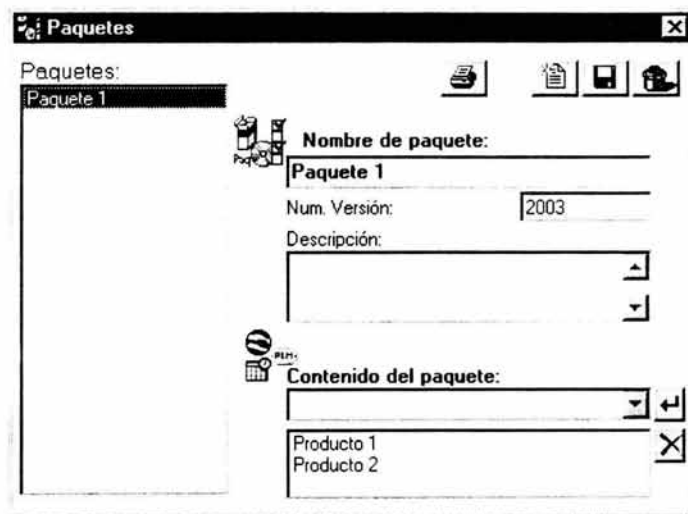 Paquetes
Paquetes:
Paquete 1
Nombre de paquete:
Paquete 1
Num. Versión:
2003
Descripción:
Contenido del paquete:
Producto 1
Producto 2